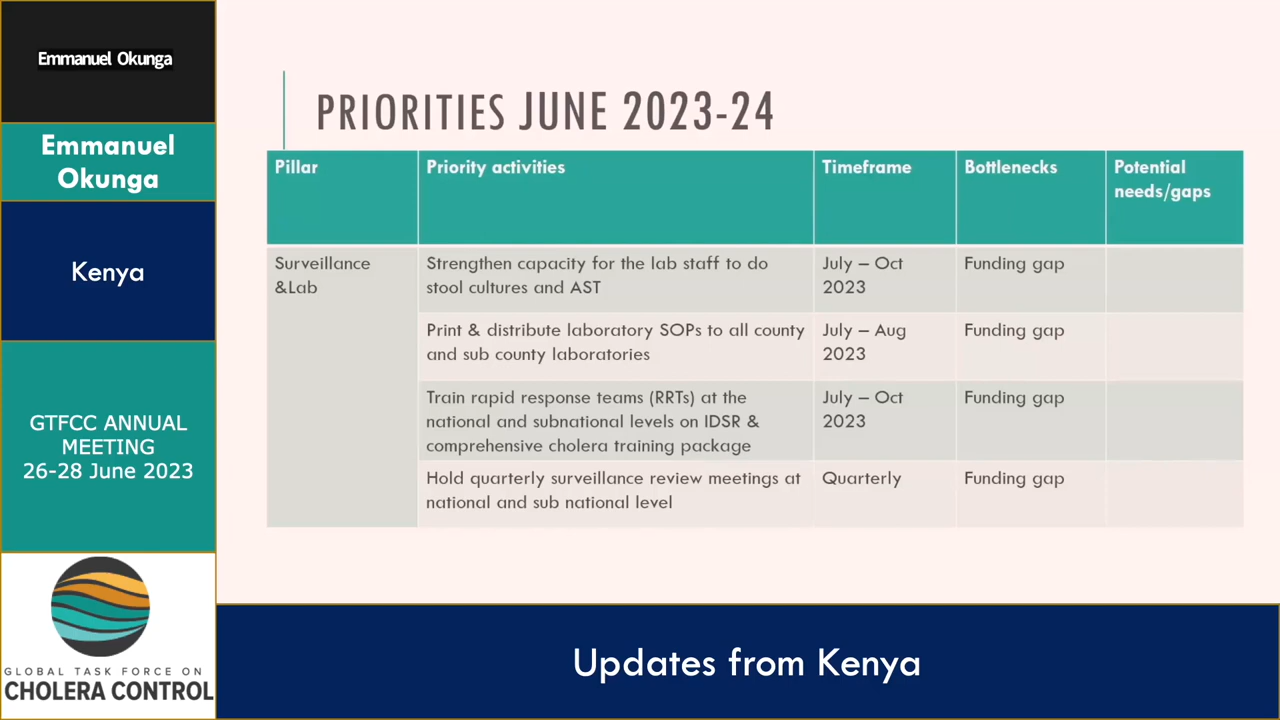 Emmanuel Okunga
Emmanuel
Okunga
Kenya
GTFCC ANNUAL
MEETING
26-28 June 2023
GLOBAL TASK FORCE ON
CHOLERA CONTROL
PRIORITIES JUNE 2023-24
Pillar
Priority activities
Timeframe
Bottlenecks
Potential
needs/gaps
Surveillance
&Lab
Strengthen capacity for the lab staff to do
stool cultures and AST
July – Oct
2023
Funding gap
Print & distribute laboratory SOPs to all county
and sub county laboratories
July – Aug
2023
Funding gap
Train rapid response teams (RRTs) at the
national and subnational levels on IDSR &
comprehensive cholera training package
July – Oct
2023
Funding gap
Hold quarterly surveillance review meetings at
national and sub national level
Quarterly
Funding gap
Updates from Kenya